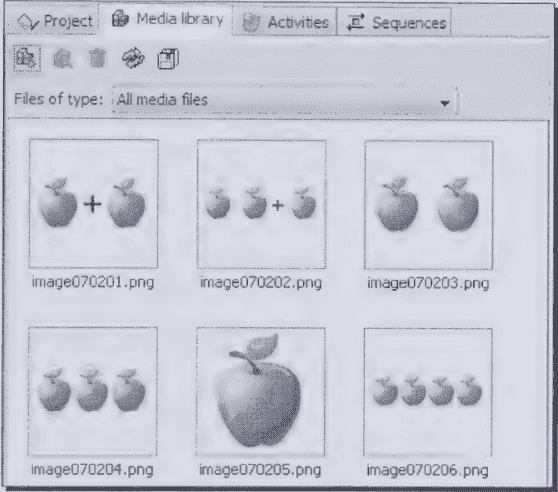 Project Media library Activities Sequences
Files of type: All media files
+ +
image070201.png image070202.png image070203.png
image070204.png image070205.png image070206.png